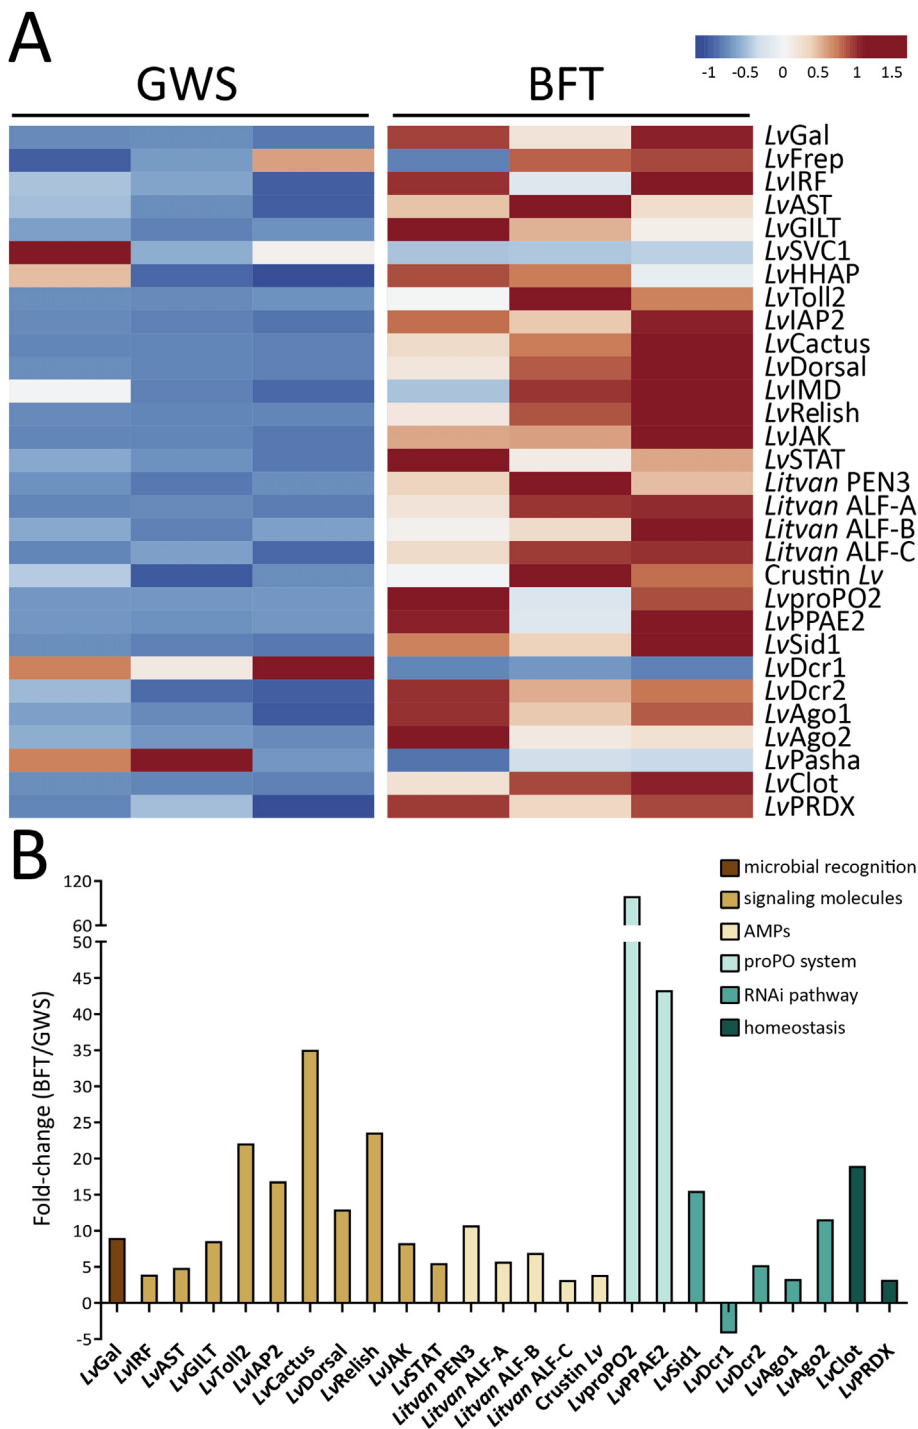 A
GWS
BFT
-1 -0.5 0 0.5 1 1.5
LvGal
LvFrep
LvIRF
LvAST
LvGILT
LvSVC1
LvHHAP
LvToll2
LvIAP2
LvCactus
LvDorsal
LvIMD
LvRelish
LvJAK
LvSTAT
Litvan PEN3
Litvan ALF-A
Litvan ALF-B
Litvan ALF-C
Crustin Lv
LvproPO2
LvPPAE2
LvSid1
LvDcr1
LvDcr2
LvAgo1
LvAgo2
LvPasha
LvClot
LvPRDX
B
microbial recognition
signaling molecules
AMPs
proPO system
RNAi pathway
homeostasis
Fold-change (BFT/GWS)
120
60
50
45
40
35
30
25
20
15
10
5
0
-5
LvGal
LvIRF
LvAST
LvGILT
LvToll2
LvIAP2
LvCactus
LvDorsal
LvRelish
LvJAK
LvSTAT
Litvan PEN3
Litvan ALF-A
Litvan ALF-B
Litvan ALF-C
Crustin Lv
LvproPO2
LvPPAE2
LvSid1
LvDcr1
LvDcr2
LvAgo1
LvAgo2
LvClot
LvPRDX